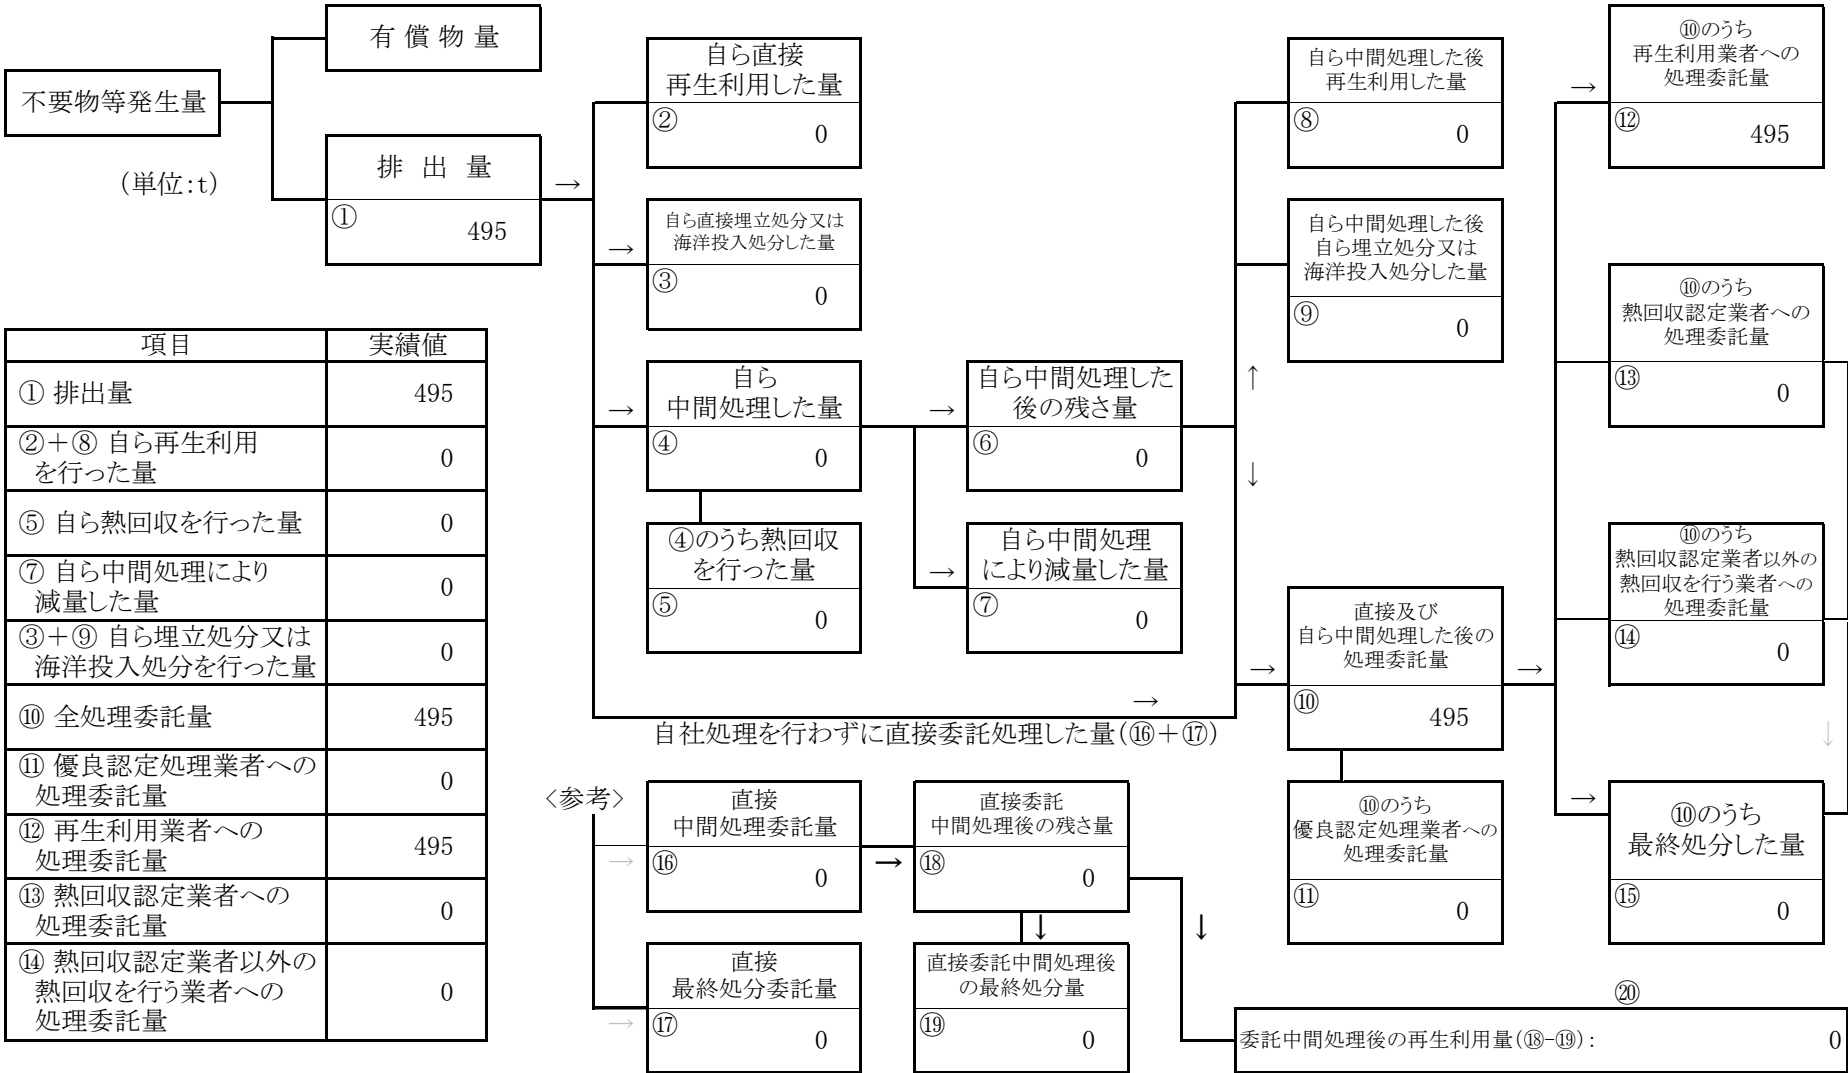 有 償 物 量
不要物等発生量
(単位:t)
排 出 量
→
①
495
自ら直接
再生利用した量
②
0
→
自ら直接埋立処分又は
海洋投入処分した量
③
0
→
自ら
中間処理した量
④
0
④のうち熱回収
を行った量
⑤
0
→
自ら中間処理した
後の残さ量
⑥
0
→
自ら中間処理
により減量した量
⑦
0
自ら中間処理した後
再生利用した量
⑧
0
自ら中間処理した後
自ら埋立処分又は
海洋投入処分した量
⑨
0
↑
↓
→
自社処理を行わずに直接委託処理した量(⑯+⑰)
→
直接及び
自ら中間処理した後の
処理委託量
⑩
495
→
⑩のうち
優良認定処理業者への
処理委託量
⑪
0
→
⑩のうち
再生利用業者への
処理委託量
⑫
495
⑩のうち
熱回収認定業者への
処理委託量
⑬
0
⑩のうち
熱回収認定業者以外の
熱回収を行う業者への
処理委託量
⑭
0
↓
→
⑩のうち
最終処分した量
⑮
0
項目 実績値
① 排出量 495
②+⑧ 自ら再生利用
を行った量 0
⑤ 自ら熱回収を行った量 0
⑦ 自ら中間処理により
減量した量 0
③+⑨ 自ら埋立処分又は
海洋投入処分を行った量 0
⑩ 全処理委託量 495
⑪ 優良認定処理業者への
処理委託量 0
⑫ 再生利用業者への
処理委託量 495
⑬ 熱回収認定業者への
処理委託量 0
⑭ 熱回収認定業者以外の
熱回収を行う業者への
処理委託量 0
〈参考〉
→
直接
中間処理委託量
⑯
0
→
直接委託
中間処理後の残さ量
⑱
0
↓
↓
→
直接
最終処分委託量
⑰
0
直接委託中間処理後
の最終処分量
⑲
0
⑳
委託中間処理後の再生利用量(⑱-⑲): 0